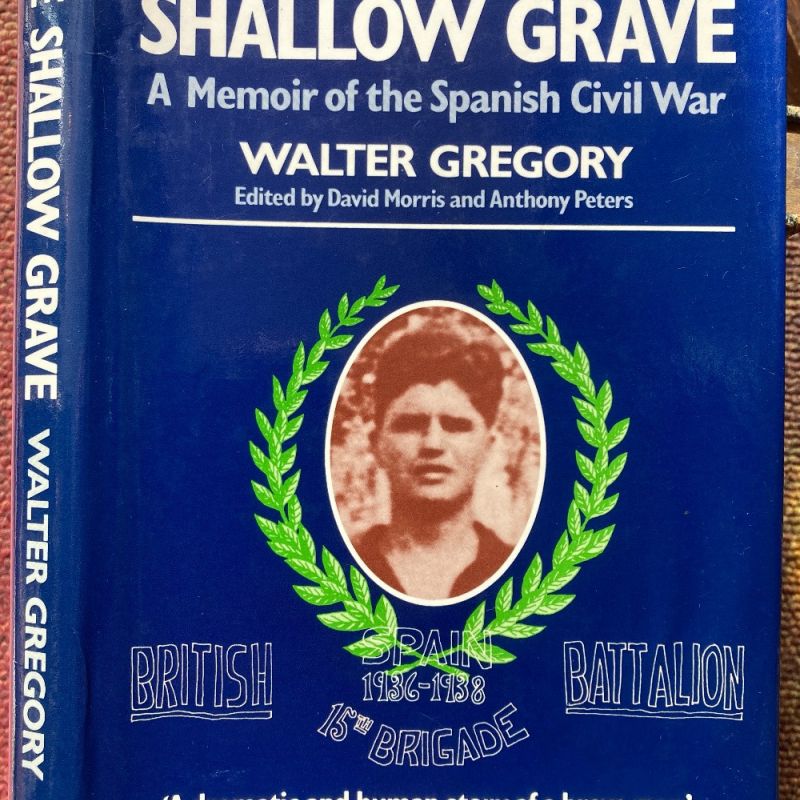 SHALLOW GRAVE
A Memoir of the Spanish Civil War
WALTER GREGORY
Edited by David Morris and Anthony Peters
BRITISH
SPAIN
1936-1938
15TH BRIGADE
BATTALION
SHALLOW GRAVE WALTER GREGORY